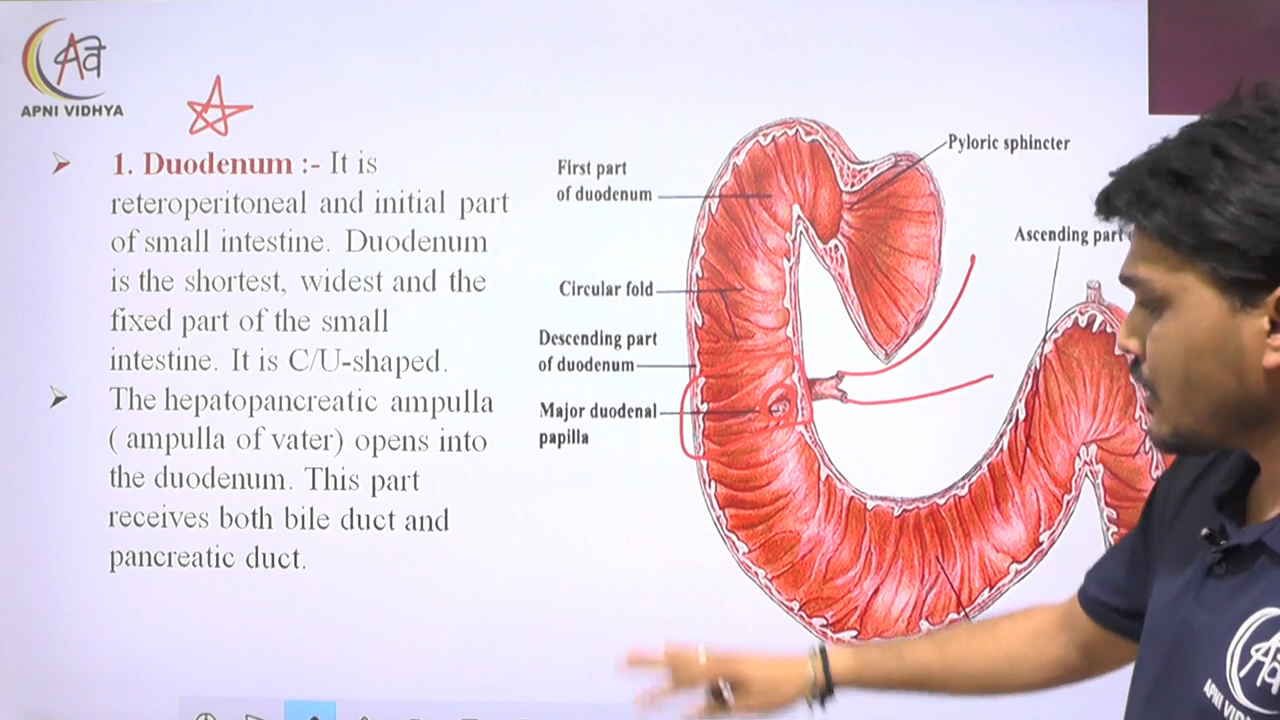 Aवि
APNI VIDHYA
1. Duodenum :- It is
reteroperitoneal and initial part
of small intestine. Duodenum
is the shortest, widest and the
fixed part of the small
intestine. It is C/U-shaped.
The hepatopancreatic ampulla
( ampulla of vater) opens into
the duodenum. This part
receives both bile duct and
pancreatic duct.
First part
of duodenum
Circular fold
Descending part
of duodenum
Major duodenal
papilla
Pyloric sphincter
Ascending part
APNI